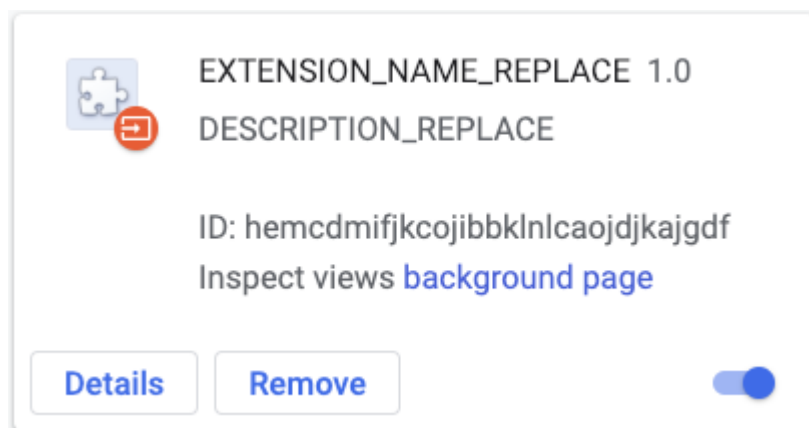 EXTENSION_NAME_REPLACE 1.0
DESCRIPTION_REPLACE
ID: hemcdmifjkcojibbklnlcaojdjkajgdf
Inspect views background page
Details Remove